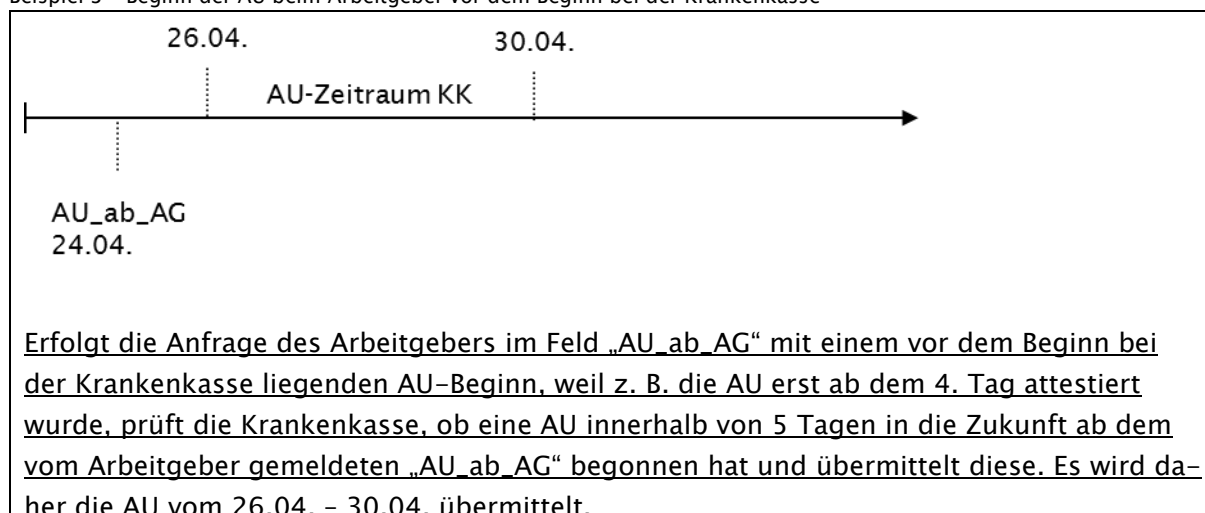 Beispiel 3 – Beginn der AU beim Arbeitgeber vor dem Beginn bei der Krankenkasse
26.04.
30.04.
AU-Zeitraum KK
AU_ab_AG
24.04.
Erfolgt die Anfrage des Arbeitgebers im Feld „AU_ab_AG“ mit einem vor dem Beginn bei
der Krankenkasse liegenden AU-Beginn, weil z. B. die AU erst ab dem 4. Tag attestiert
wurde, prüft die Krankenkasse, ob eine AU innerhalb von 5 Tagen in die Zukunft ab dem
vom Arbeitgeber gemeldeten „AU_ab_AG“ begonnen hat und übermittelt diese. Es wird da-
her die AU vom 26.04. – 30.04. übermittelt.